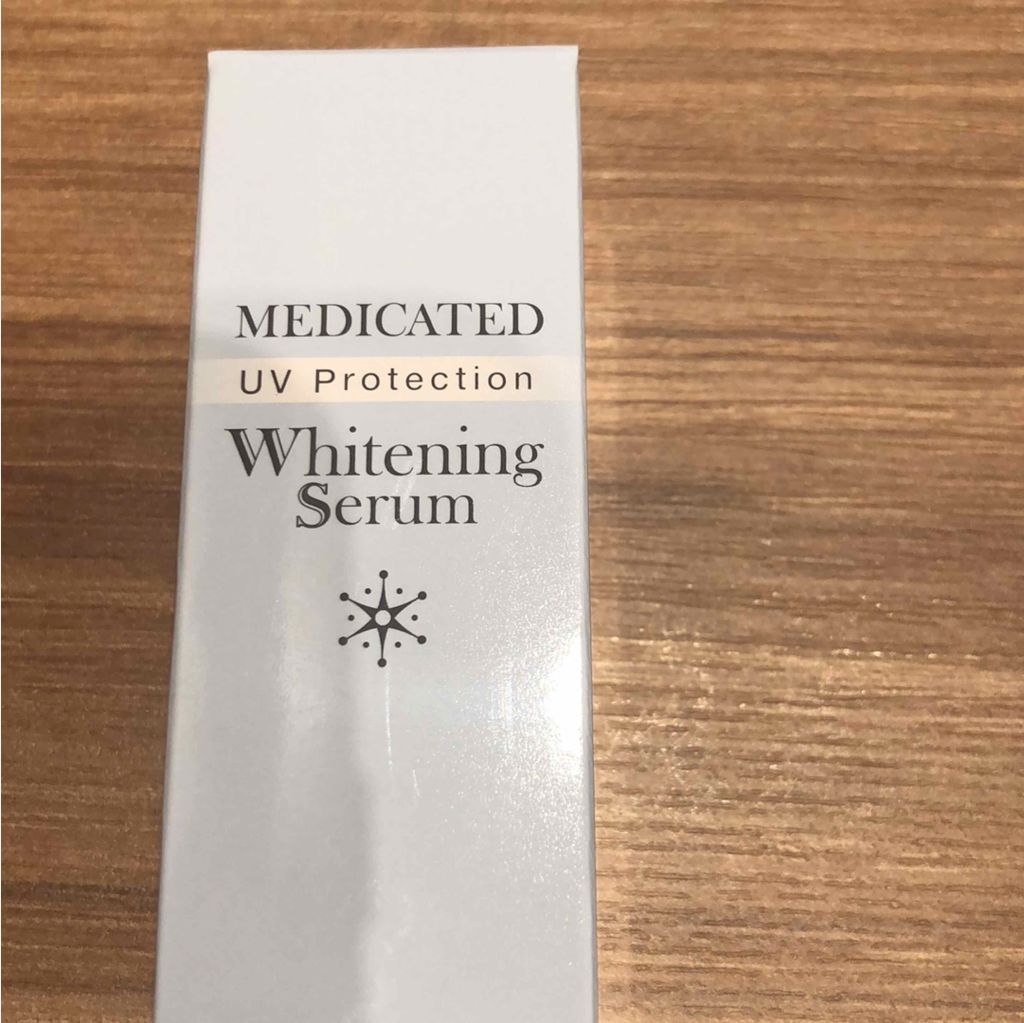 MEDICATED
UV Protection
Whitening
Serum